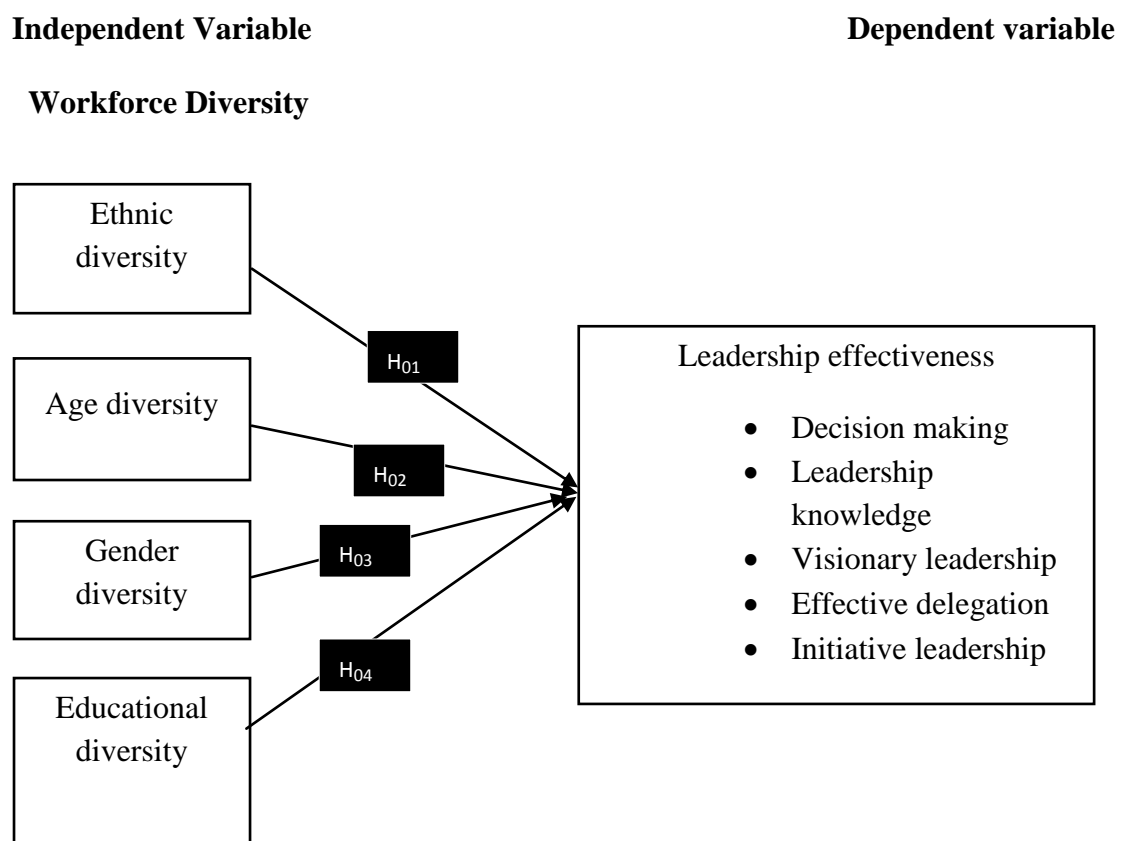 Independent Variable
Dependent variable
Workforce Diversity
Ethnic
diversity
H01
Age diversity
H02
Gender
diversity
H03
Educational
diversity
H04
Leadership effectiveness
• Decision making
• Leadership
knowledge
• Visionary leadership
• Effective delegation
• Initiative leadership